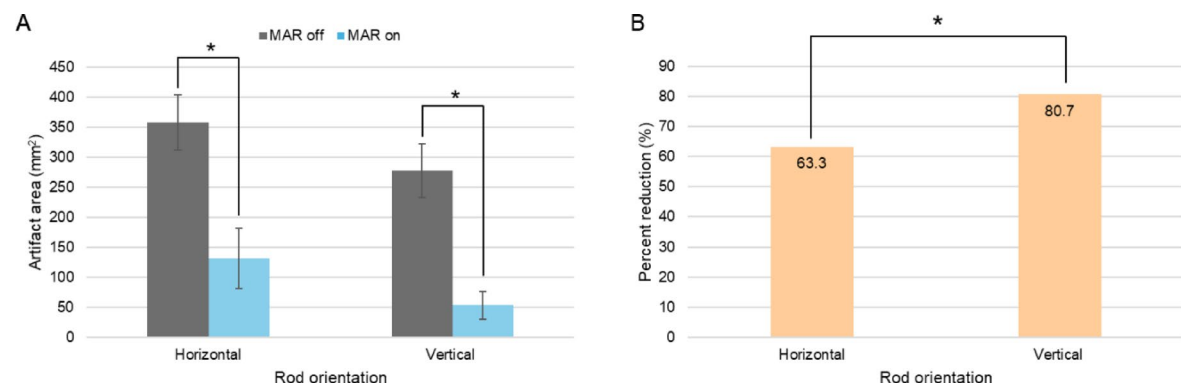 A
MAR off
MAR on
*
*
450
400
350
300
250
200
150
100
50
0
Artifact area (mm²)
Horizontal
Vertical
Rod orientation
B
*
90
80
70
60
50
40
30
20
10
0
Percent reduction (%)
63.3
80.7
Horizontal
Vertical
Rod orientation